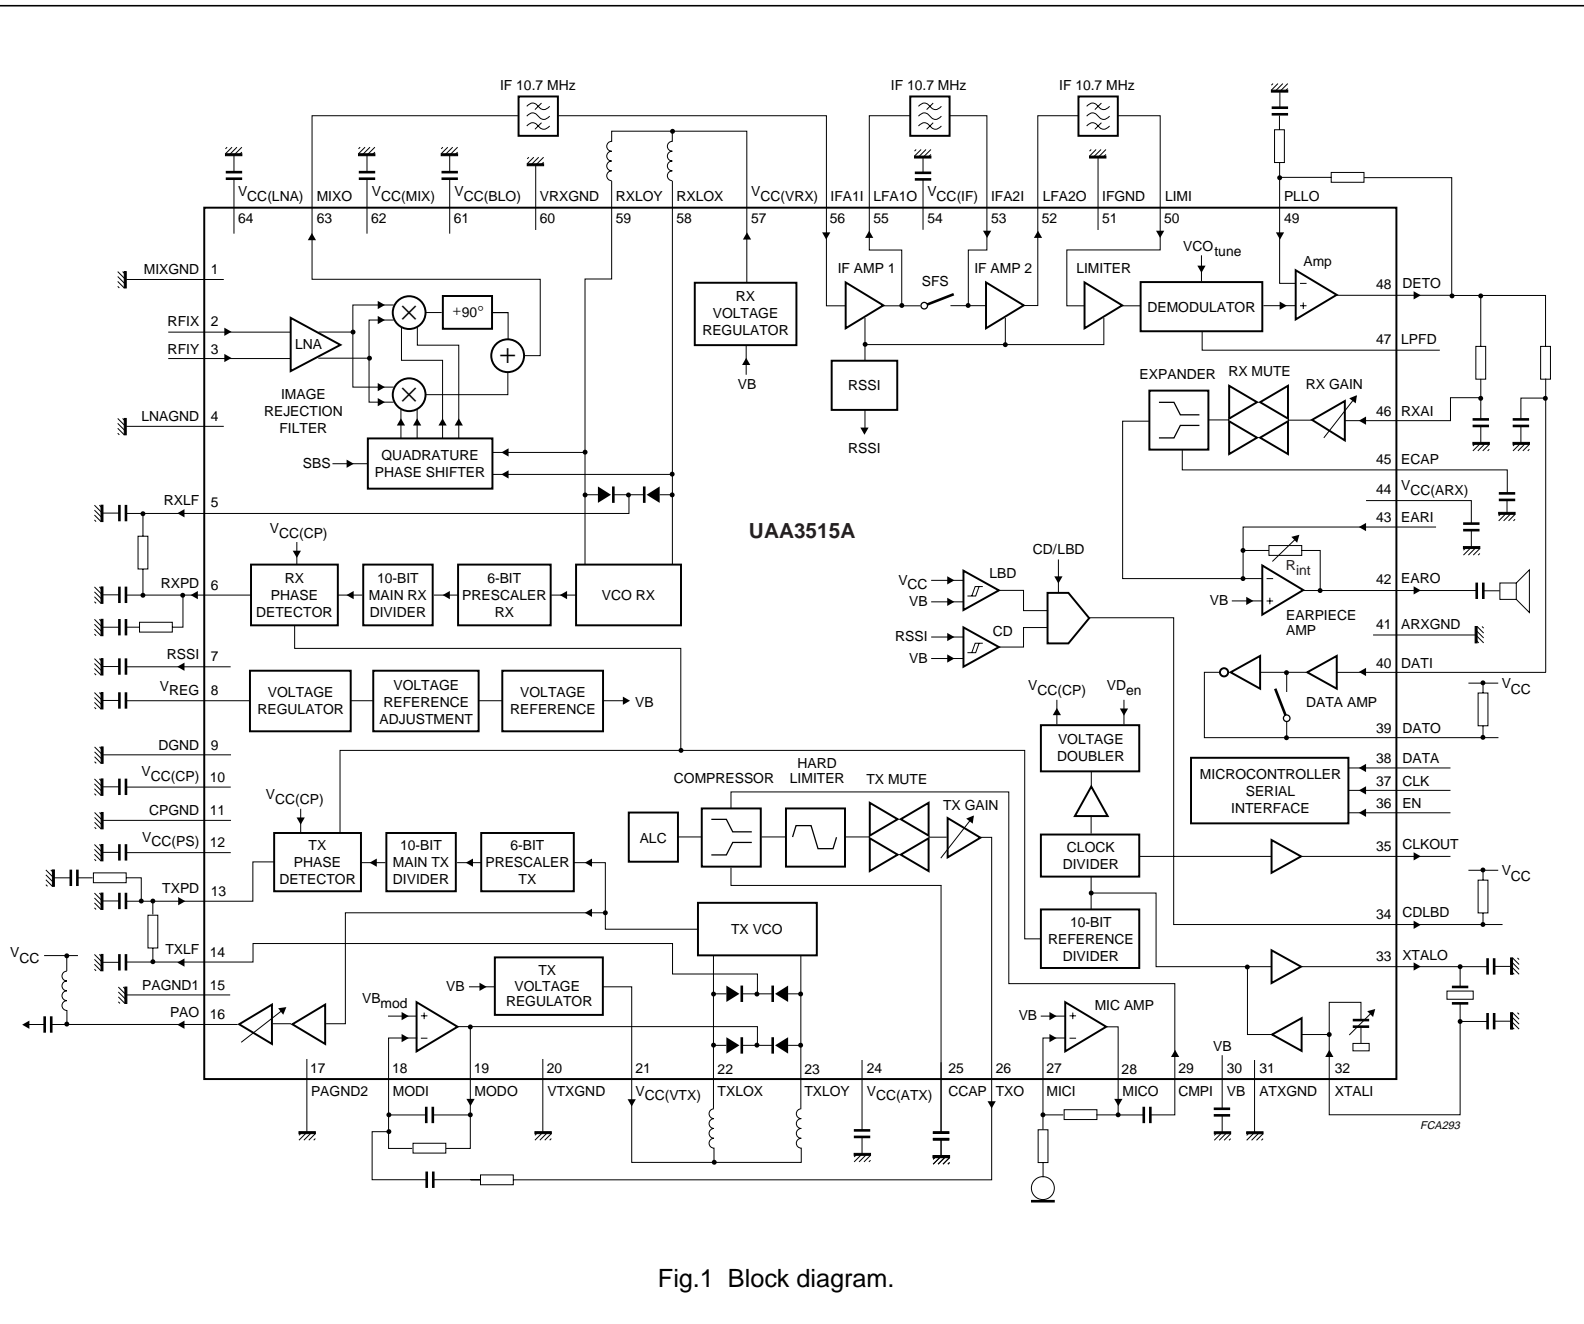 IF 10.7 MHz
IF 10.7 MHz
IF 10.7 MHz
VCC(LNA)
MIXO
VCC(MIX)
VCC(BLO)
VRXGND
RXLOY
RXLOX
VCC(VRX)
IFA1I
LFA1O
VCC(IF)
IFA2I
LFA2O
IFGND
LIMI
PLLO
64
63
62
61
60
59
58
57
56
55
54
53
52
51
50
49
MIXGND 1
RFIX 2
RFIY 3
LNAGND 4
RXLF 5
RXPD 6
RSSI 7
VREG 8
DGND 9
VCC(CP) 10
CPGND 11
VCC(PS) 12
TXPD 13
TXLF 14
PAGND1 15
PAO 16
VCC
LNA
+90°
+
IMAGE
REJECTION
FILTER
SBS
QUADRATURE
PHASE SHIFTER
RX
VOLTAGE
REGULATOR
VB
IF AMP 1
SFS
IF AMP 2
LIMITER
VCOtune
DEMODULATOR
Amp
−
+
RSSI
RSSI
EXPANDER
RX MUTE
RX GAIN
48 DETO
47 LPFD
46 RXAI
45 ECAP
44 VCC(ARX)
43 EARI
42 EARO
41 ARXGND
40 DATI
39 DATO
38 DATA
37 CLK
36 EN
35 CLKOUT
34 CDLBD
33 XTALO
VCC
VCC
UAA3515A
VCC(CP)
RX
PHASE
DETECTOR
10-BIT
MAIN RX
DIVIDER
6-BIT
PRESCALER
RX
VCO RX
CD/LBD
VCC
VB
LBD
RSSI
VB
CD
Rint
−
+
VB
EARPIECE
AMP
DATA AMP
VOLTAGE
REGULATOR
VOLTAGE
REFERENCE
ADJUSTMENT
VOLTAGE
REFERENCE
VB
VCC(CP)
VDen
VOLTAGE
DOUBLER
MICROCONTROLLER
SERIAL
INTERFACE
VCC(CP)
TX
PHASE
DETECTOR
10-BIT
MAIN TX
DIVIDER
6-BIT
PRESCALER
TX
COMPRESSOR
HARD
LIMITER
TX MUTE
TX GAIN
ALC
CLOCK
DIVIDER
10-BIT
REFERENCE
DIVIDER
TX VCO
VB
TX
VOLTAGE
REGULATOR
VBmod
+
−
VB
+
−
MIC AMP
VB
17
18
19
20
21
22
23
24
25
26
27
28
29
30
31
32
PAGND2
MODI
MODO
VTXGND
VCC(VTX)
TXLOX
TXLOY
VCC(ATX)
CCAP
TXO
MICI
MICO
CMPI
VB
ATXGND
XTALI
FCA293
Fig.1 Block diagram.